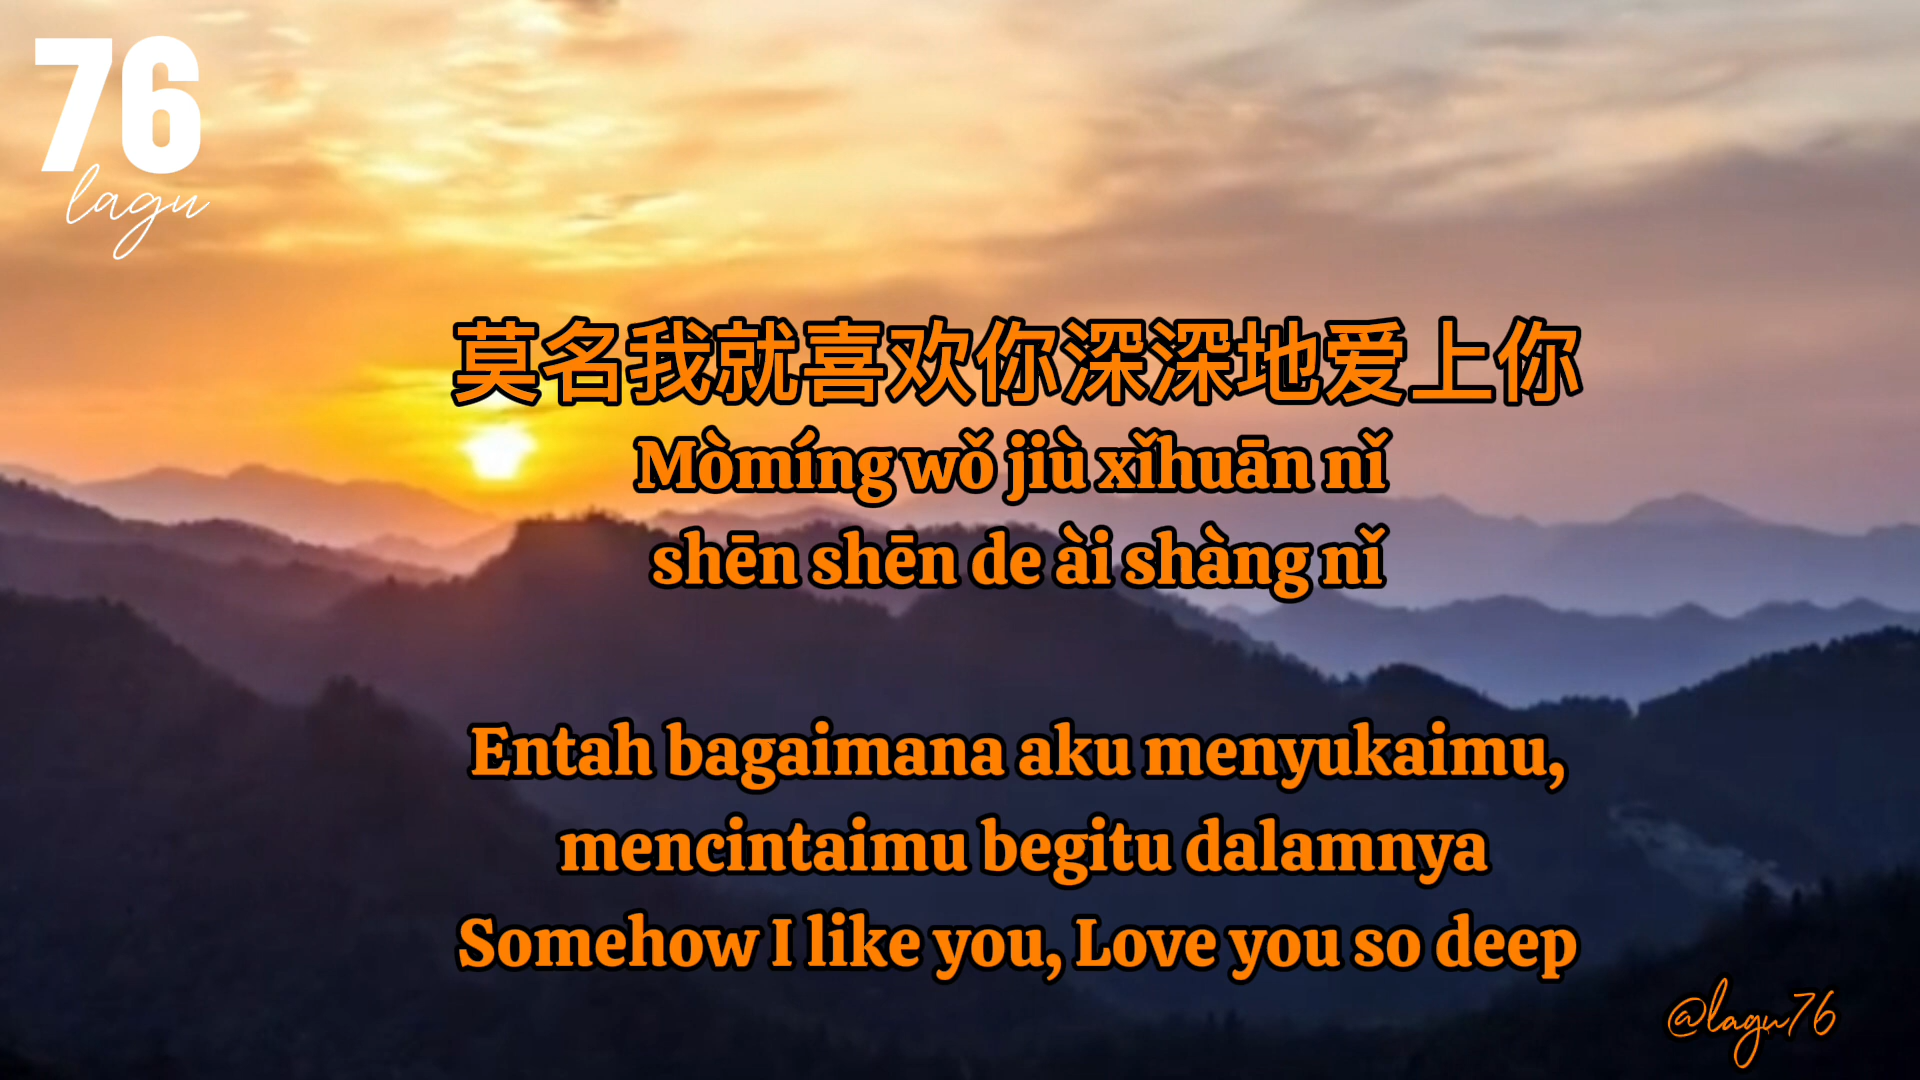 76
lagu
莫名我就喜欢你深深地爱上你
Mòmíng wǒ jiù xǐhuān nǐ
shēn shēn de ài shàng nǐ
Entah bagaimana aku menyukaimu,
mencintaimu begitu dalamnya
Somehow I like you, Love you so deep
@lagu76